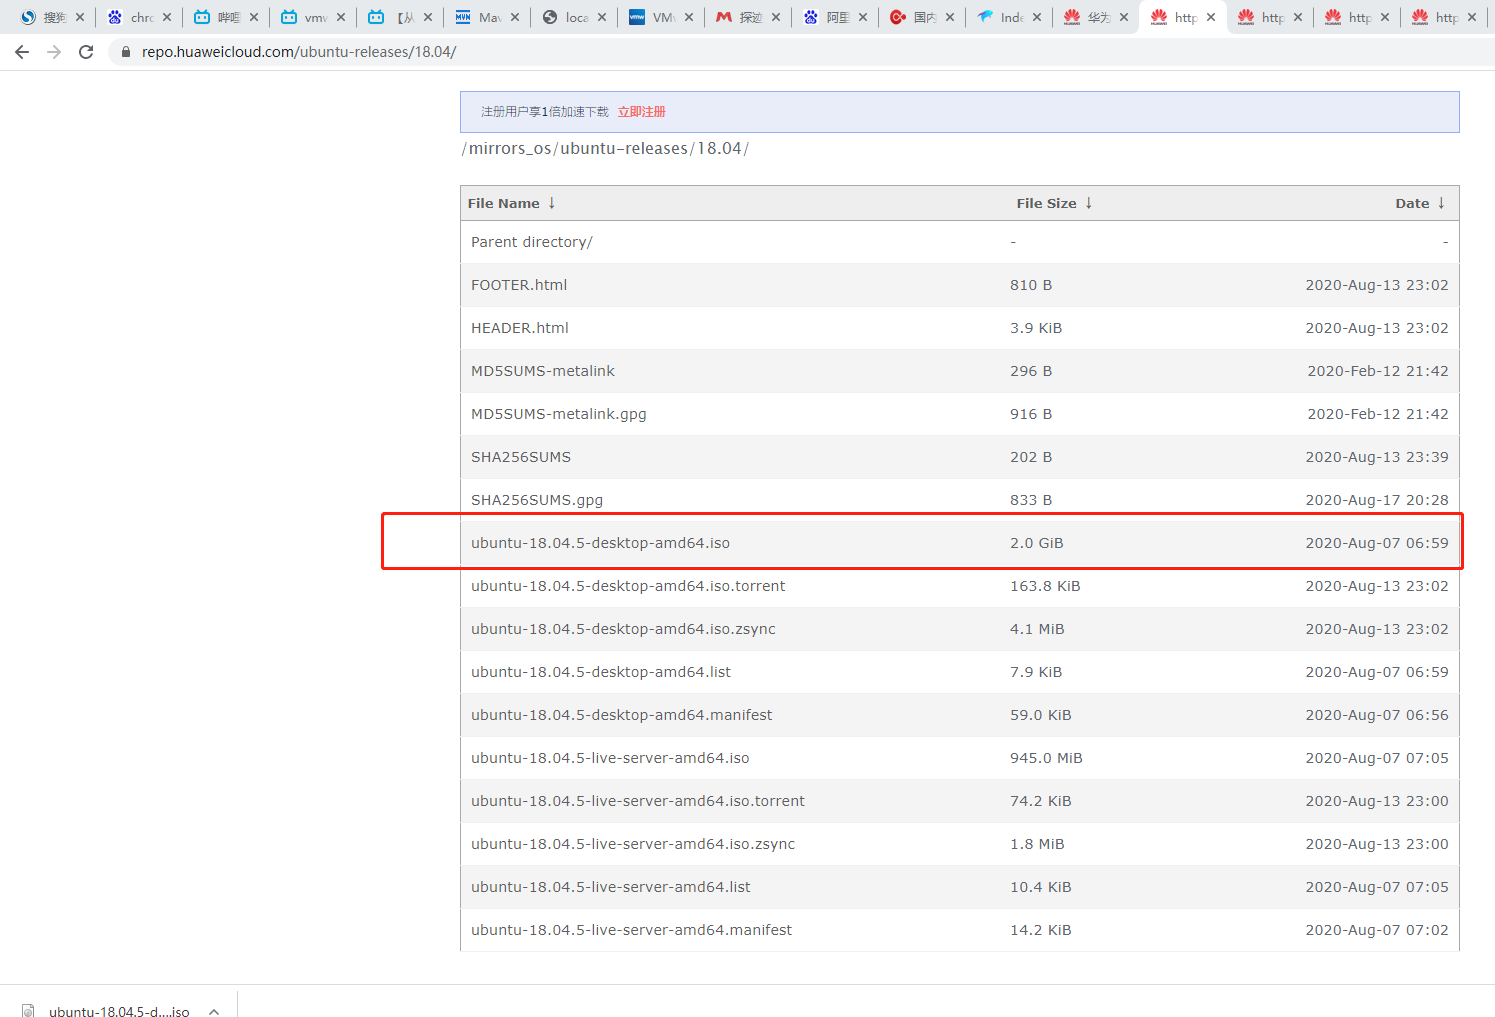 搜狗
chro
哔哩
vmw
【从
Mav
loca
VMw
探迹
阿里
国内
Inde
华为
http
http
http
http
repo.huaweicloud.com/ubuntu-releases/18.04/
注册用户享1倍加速下载 立即注册
/mirrors_os/ubuntu-releases/18.04/
File Name ↓ File Size ↓ Date ↓
Parent directory/ - -
FOOTER.html 810 B 2020-Aug-13 23:02
HEADER.html 3.9 KiB 2020-Aug-13 23:02
MD5SUMS-metalink 296 B 2020-Feb-12 21:42
MD5SUMS-metalink.gpg 916 B 2020-Feb-12 21:42
SHA256SUMS 202 B 2020-Aug-13 23:39
SHA256SUMS.gpg 833 B 2020-Aug-17 20:28
ubuntu-18.04.5-desktop-amd64.iso 2.0 GiB 2020-Aug-07 06:59
ubuntu-18.04.5-desktop-amd64.iso.torrent 163.8 KiB 2020-Aug-13 23:02
ubuntu-18.04.5-desktop-amd64.iso.zsync 4.1 MiB 2020-Aug-13 23:02
ubuntu-18.04.5-desktop-amd64.list 7.9 KiB 2020-Aug-07 06:59
ubuntu-18.04.5-desktop-amd64.manifest 59.0 KiB 2020-Aug-07 06:56
ubuntu-18.04.5-live-server-amd64.iso 945.0 MiB 2020-Aug-07 07:05
ubuntu-18.04.5-live-server-amd64.iso.torrent 74.2 KiB 2020-Aug-13 23:00
ubuntu-18.04.5-live-server-amd64.iso.zsync 1.8 MiB 2020-Aug-13 23:00
ubuntu-18.04.5-live-server-amd64.list 10.4 KiB 2020-Aug-07 07:05
ubuntu-18.04.5-live-server-amd64.manifest 14.2 KiB 2020-Aug-07 07:02
ubuntu-18.04.5-d....iso